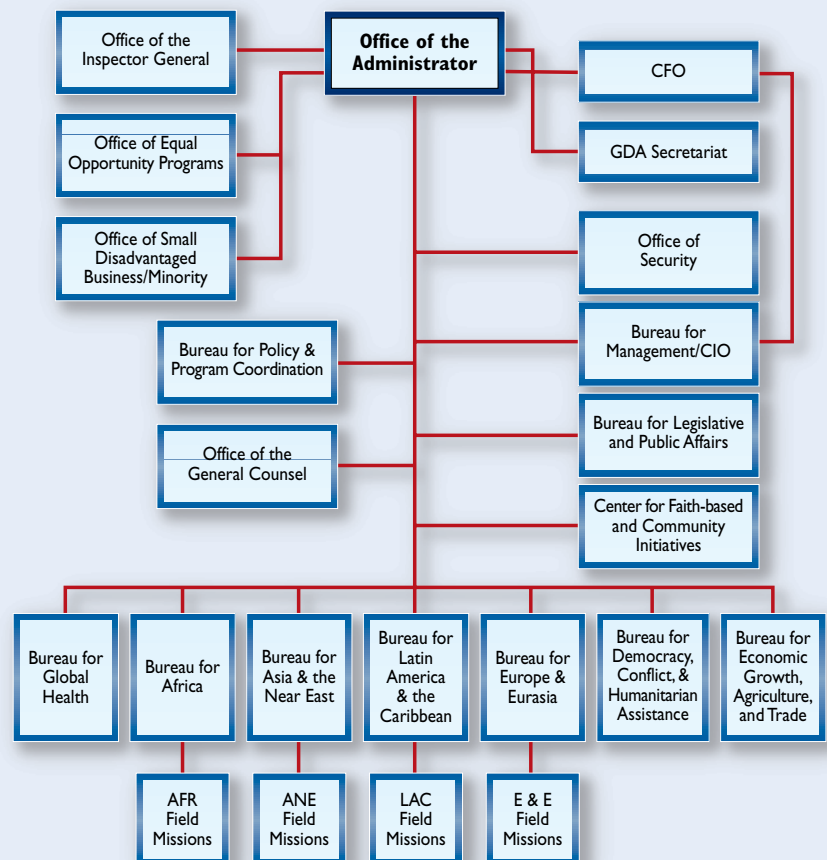 Office of the
Inspector General
Office of the
Administrator
CFO
Office of Equal
Opportunity Programs
GDA Secretariat
Office of Small
Disadvantaged
Business/Minority
Office of
Security
Bureau for Policy &
Program Coordination
Bureau for
Management/CIO
Office of the
General Counsel
Bureau for Legislative
and Public Affairs
Center for Faith-based
and Community
Initiatives
Bureau for
Global
Health
Bureau for
Africa
Bureau for
Asia & the
Near East
Bureau for
Latin
America
& the
Caribbean
Bureau for
Europe &
Eurasia
Bureau for
Democracy,
Conflict, &
Humanitarian
Assistance
Bureau for
Economic
Growth,
Agriculture,
and Trade
AFR
Field
Missions
ANE
Field
Missions
LAC
Field
Missions
E & E
Field
Missions